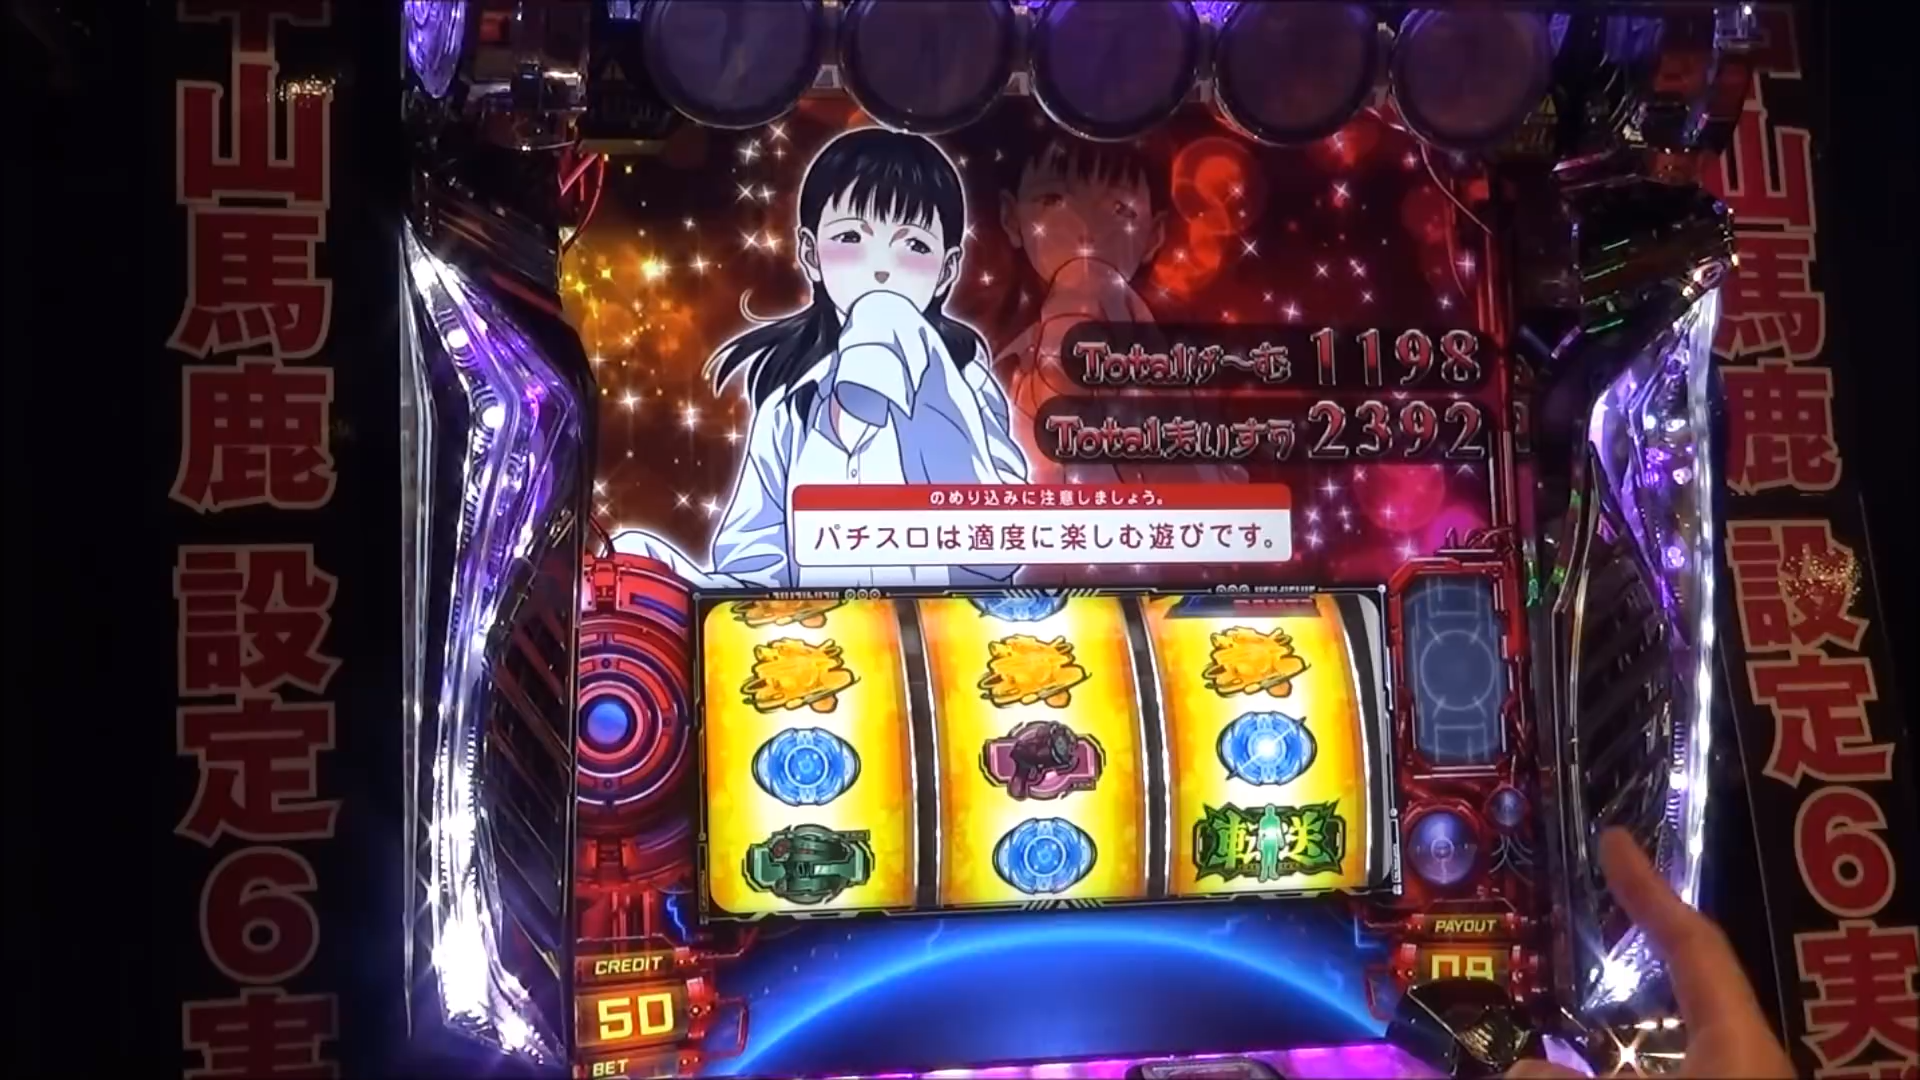 山馬鹿 設定6実
Totalげ〜む 1198
Totalまいすう 2392
のめり込みに注意しましょう。
パチスロは適度に楽しむ遊びです。
転送
CREDIT
50
BET
PAYOUT
山馬鹿 設定6実